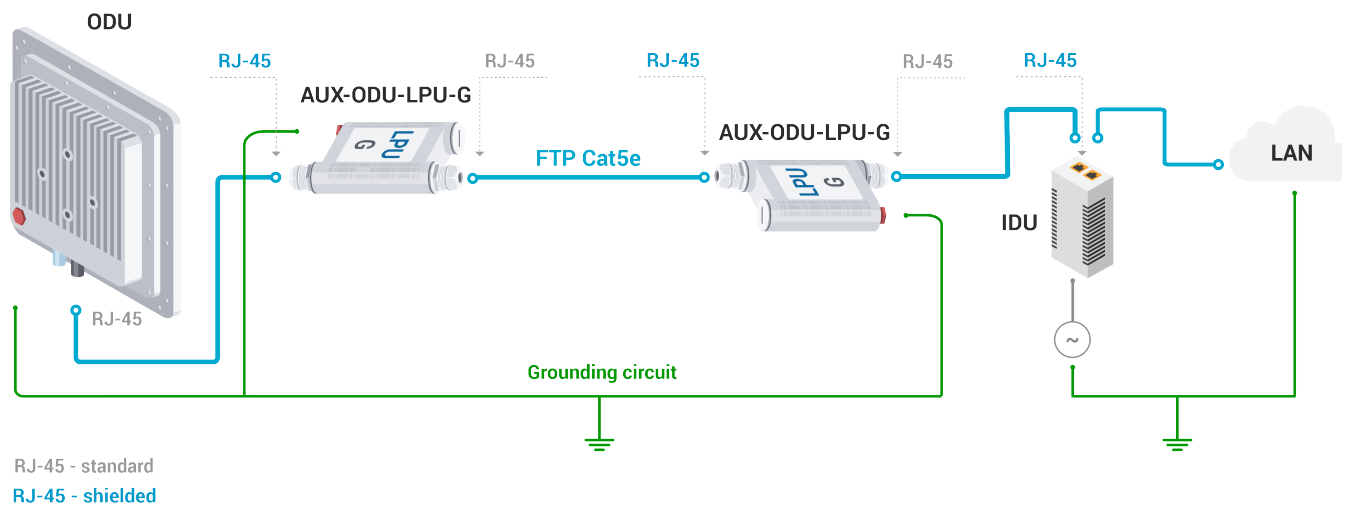 ODU
RJ-45
RJ-45
RJ-45
RJ-45
RJ-45
AUX-ODU-LPU-G
AUX-ODU-LPU-G
LPU
G
FTP Cat5e
LPU
G
LAN
IDU
RJ-45
~
Grounding circuit
RJ-45 - standard
RJ-45 - shielded